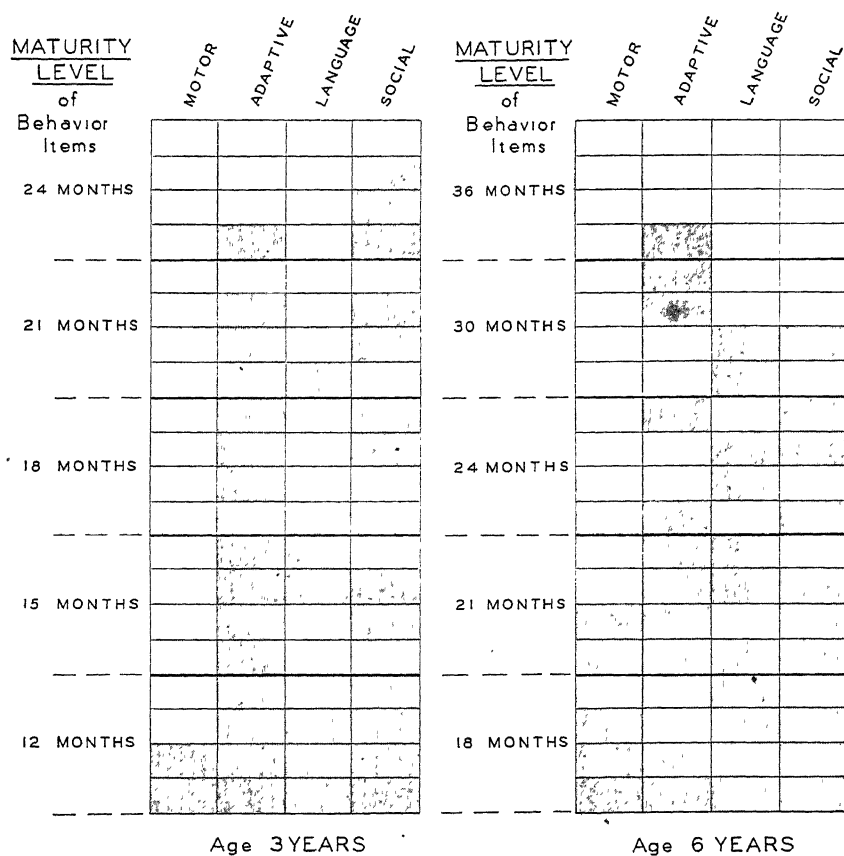 MATURITY
LEVEL
of
Behavior
Items
MOTOR
ADAPTIVE
LANGUAGE
SOCIAL
24 MONTHS
21 MONTHS
18 MONTHS
15 MONTHS
12 MONTHS
Age 3 YEARS
MATURITY
LEVEL
of
Behavior
Items
MOTOR
ADAPTIVE
LANGUAGE
SOCIAL
36 MONTHS
30 MONTHS
24 MONTHS
21 MONTHS
18 MONTHS
Age 6 YEARS